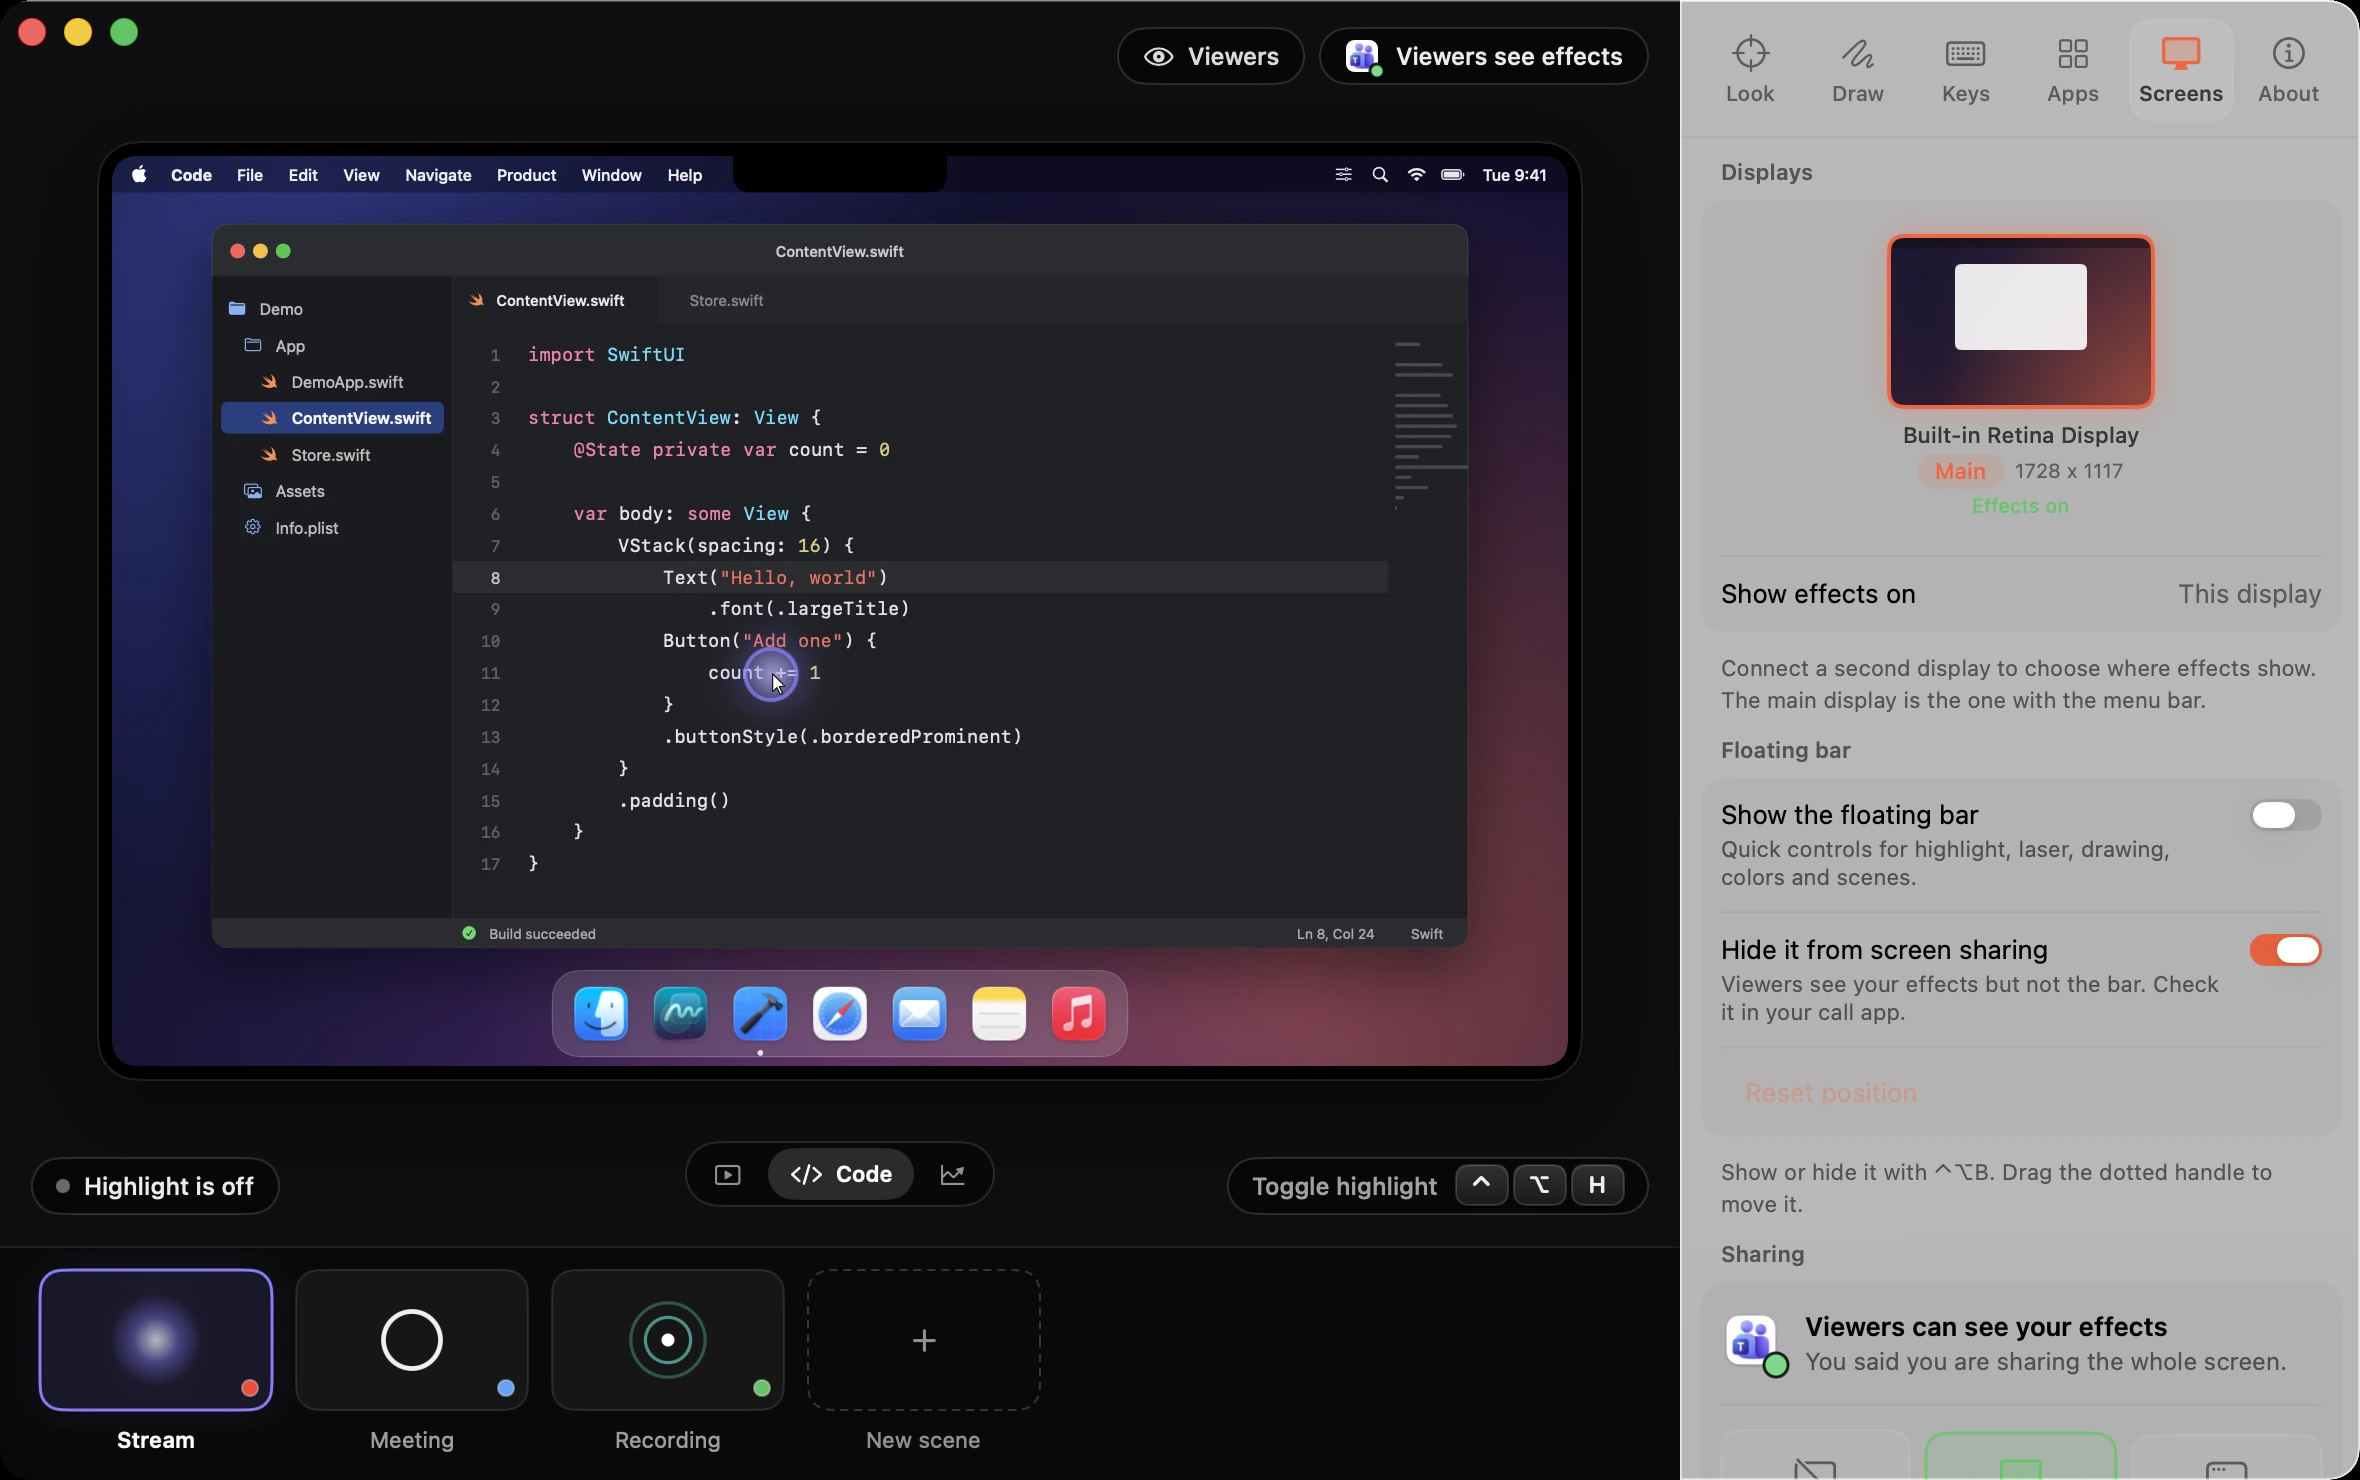 Viewers
Viewers see effects
Look
Draw
Keys
Apps
Screens
About
Code File Edit View Navigate Product Window Help
Tue 9:41
ContentView.swift
Demo
App
DemoApp.swift
ContentView.swift
Store.swift
Assets
Info.plist
ContentView.swift
Store.swift
1 import SwiftUI
2
3 struct ContentView: View {
4 @State private var count = 0
5
6 var body: some View {
7 VStack(spacing: 16) {
8 Text("Hello, world")
9 .font(.largeTitle)
10 Button("Add one") {
11 count += 1
12 }
13 .buttonStyle(.borderedProminent)
14 }
15 .padding()
16 }
17 }
Build succeeded
Ln 8, Col 24
Swift
Highlight is off
</> Code
Toggle highlight ^ ⌥ H
Stream
Meeting
Recording
+
New scene
Displays
Built-in Retina Display
Main 1728 x 1117
Effects on
Show effects on
This display
Connect a second display to choose where effects show.
The main display is the one with the menu bar.
Floating bar
Show the floating bar
Quick controls for highlight, laser, drawing,
colors and scenes.
Hide it from screen sharing
Viewers see your effects but not the bar. Check
it in your call app.
Reset position
Show or hide it with ^⌥B. Drag the dotted handle to
move it.
Sharing
Viewers can see your effects
You said you are sharing the whole screen.